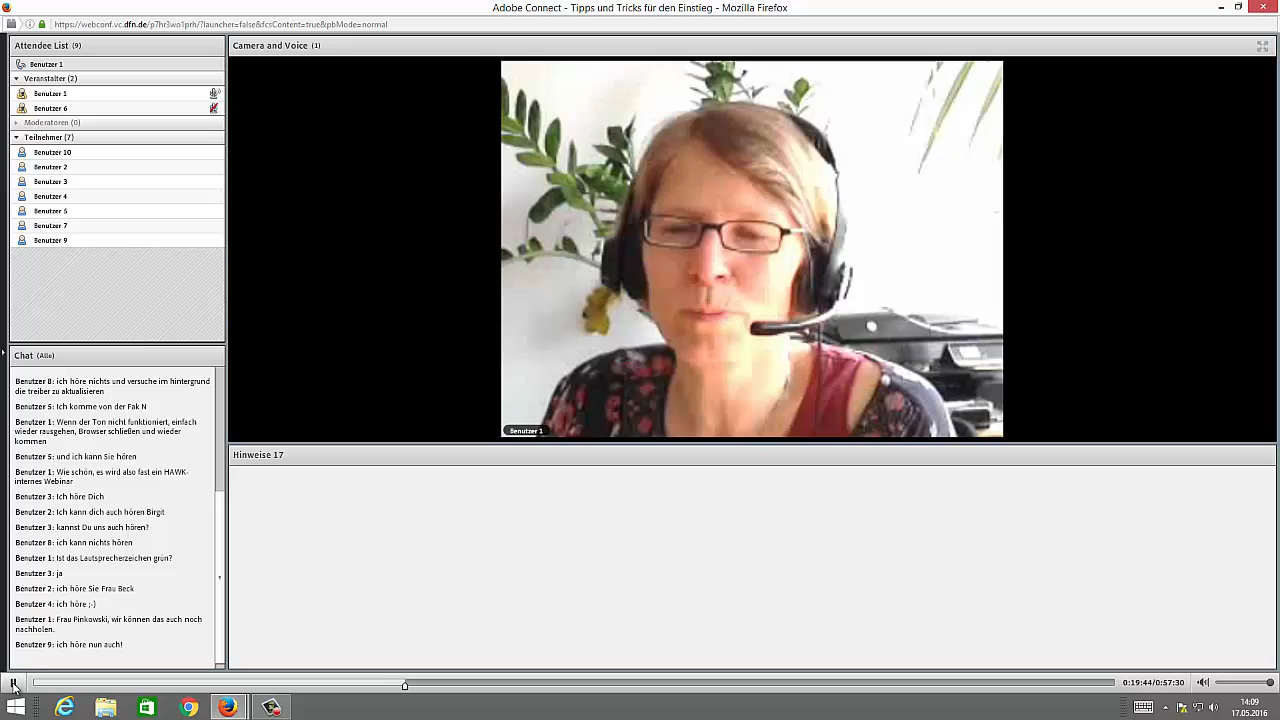 Adobe Connect - Tipps und Tricks für den Einstieg - Mozilla Firefox
https://webconf.vc.dfn.de/p7hr3wo1prh/?launcher=false&fcsContent=true&pbMode=normal
Attendee List (9)
Benutzer 1
Veranstalter (2)
Benutzer 1
Benutzer 6
Moderatoren (0)
Teilnehmer (7)
Benutzer 10
Benutzer 2
Benutzer 3
Benutzer 4
Benutzer 5
Benutzer 7
Benutzer 9
Chat (Alle)
Benutzer 8: ich höre nichts und versuche im hintergrund
die treiber zu aktualisieren
Benutzer 5: Ich komme von der Fak N
Benutzer 1: Wenn der Ton nicht funktioniert, einfach
wieder rausgehen, Browser schließen und wieder
kommen
Benutzer 5: und ich kann Sie hören
Benutzer 1: Wie schön, es wird also fast ein HAWK-
internes Webinar
Benutzer 3: Ich höre Dich
Benutzer 2: Ich kann dich auch hören Birgit
Benutzer 3: kannst Du uns auch hören?
Benutzer 8: ich kann nichts hören
Benutzer 1: Ist das Lautsprecherzeichen grün?
Benutzer 3: ja
Benutzer 2: ich höre Sie Frau Beck
Benutzer 4: ich höre ;-)
Benutzer 1: Frau Pinkowski, wir können das auch noch
nachholen.
Benutzer 9: ich höre nun auch!
Camera and Voice (1)
Benutzer 1
Hinweise 17
0:19:44/0:57:30
14:09
17.05.2016